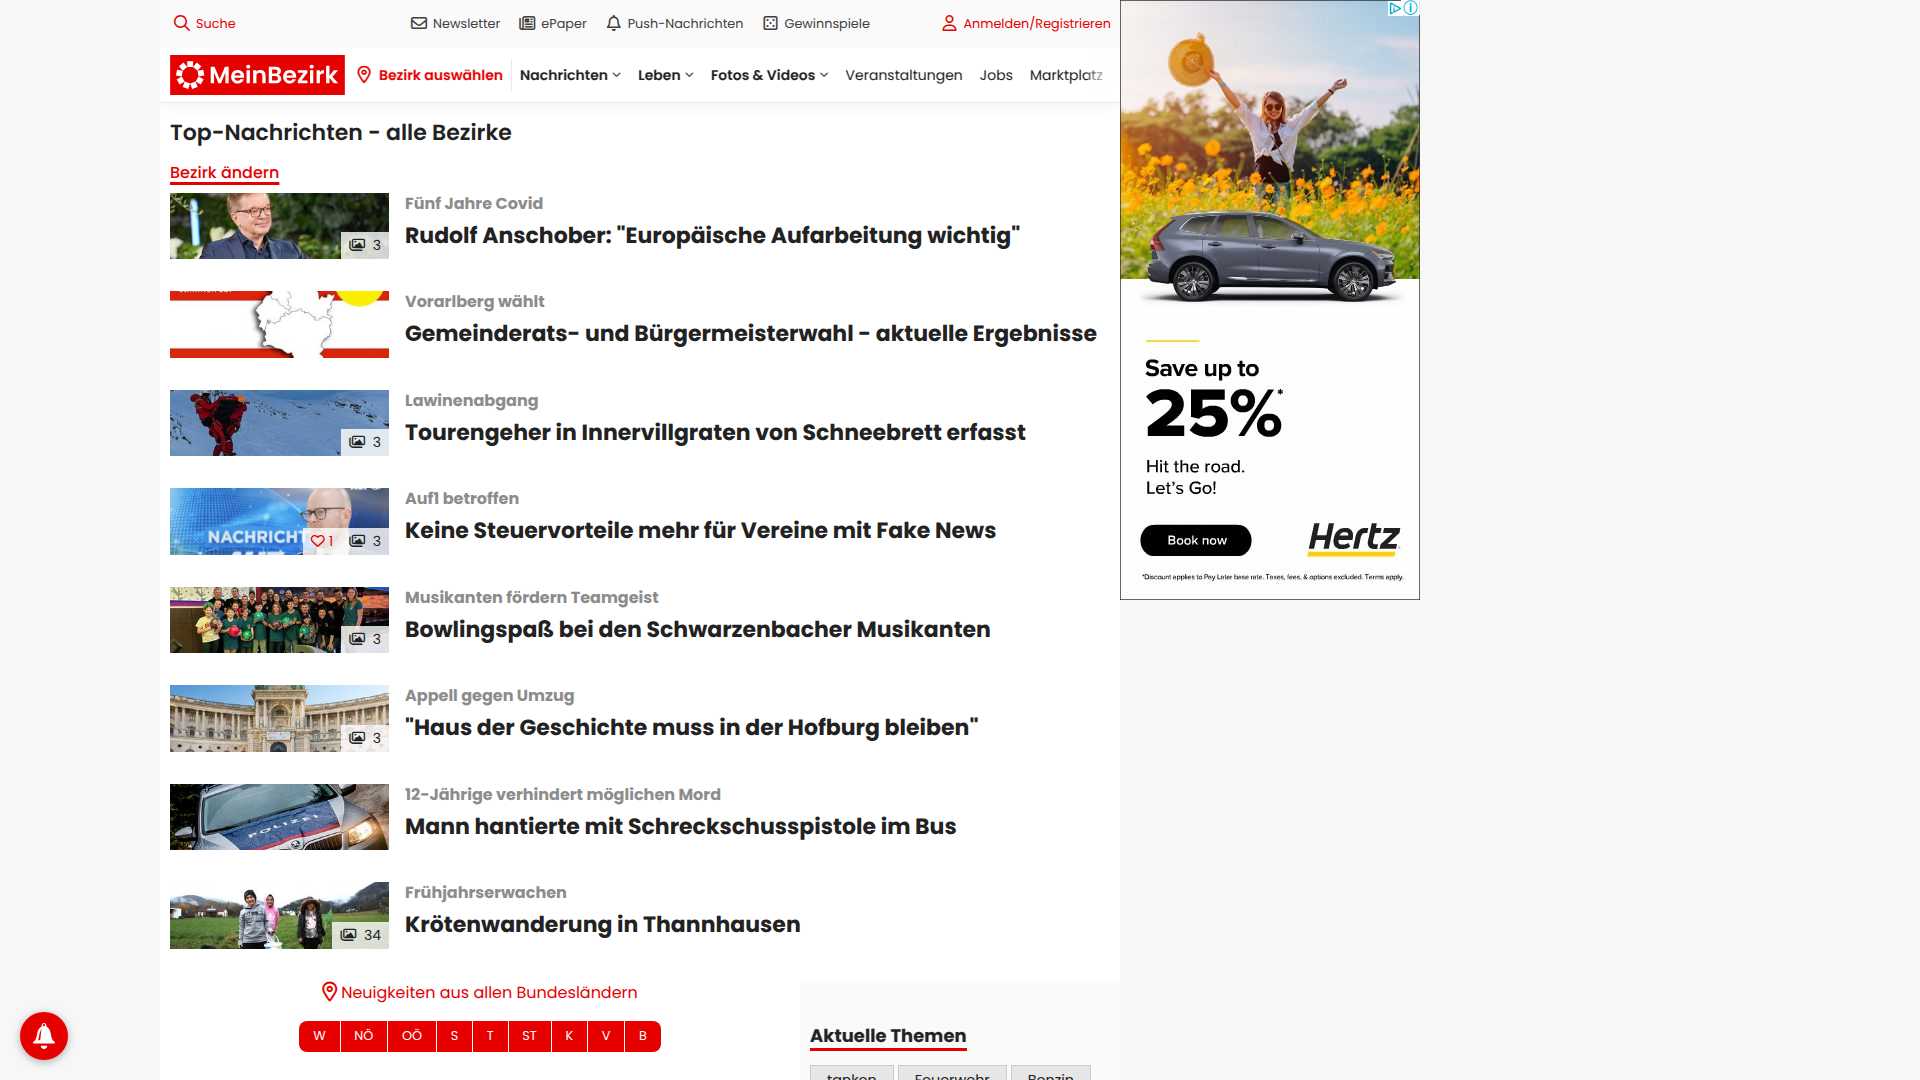 Suche
Newsletter
ePaper
Push-Nachrichten
Gewinnspiele
Anmelden/Registrieren
MeinBezirk
Bezirk auswählen
Nachrichten
Leben
Fotos & Videos
Veranstaltungen
Jobs
Marktplatz
Top-Nachrichten - alle Bezirke
Bezirk ändern
3
Fünf Jahre Covid
Rudolf Anschober: "Europäische Aufarbeitung wichtig"
Vorarlberg wählt
Gemeinderats- und Bürgermeisterwahl - aktuelle Ergebnisse
3
Lawinenabgang
Tourengeher in Innervillgraten von Schneebrett erfasst
NACHRICHT
1
3
Auf1 betroffen
Keine Steuervorteile mehr für Vereine mit Fake News
3
Musikanten fördern Teamgeist
Bowlingspaß bei den Schwarzenbacher Musikanten
3
Appell gegen Umzug
"Haus der Geschichte muss in der Hofburg bleiben"
POLIZEI
12-Jährige verhindert möglichen Mord
Mann hantierte mit Schreckschusspistole im Bus
34
Frühjahrserwachen
Krötenwanderung in Thannhausen
Neuigkeiten aus allen Bundesländern
W
NÖ
OÖ
S
T
ST
K
V
B
Aktuelle Themen
tanken
Feuerwehr
Benzin
Save up to
25%*
Hit the road.
Let's Go!
Book now
Hertz
*Discount applies to Pay Later base rate. Taxes, fees, & options excluded. Terms apply.